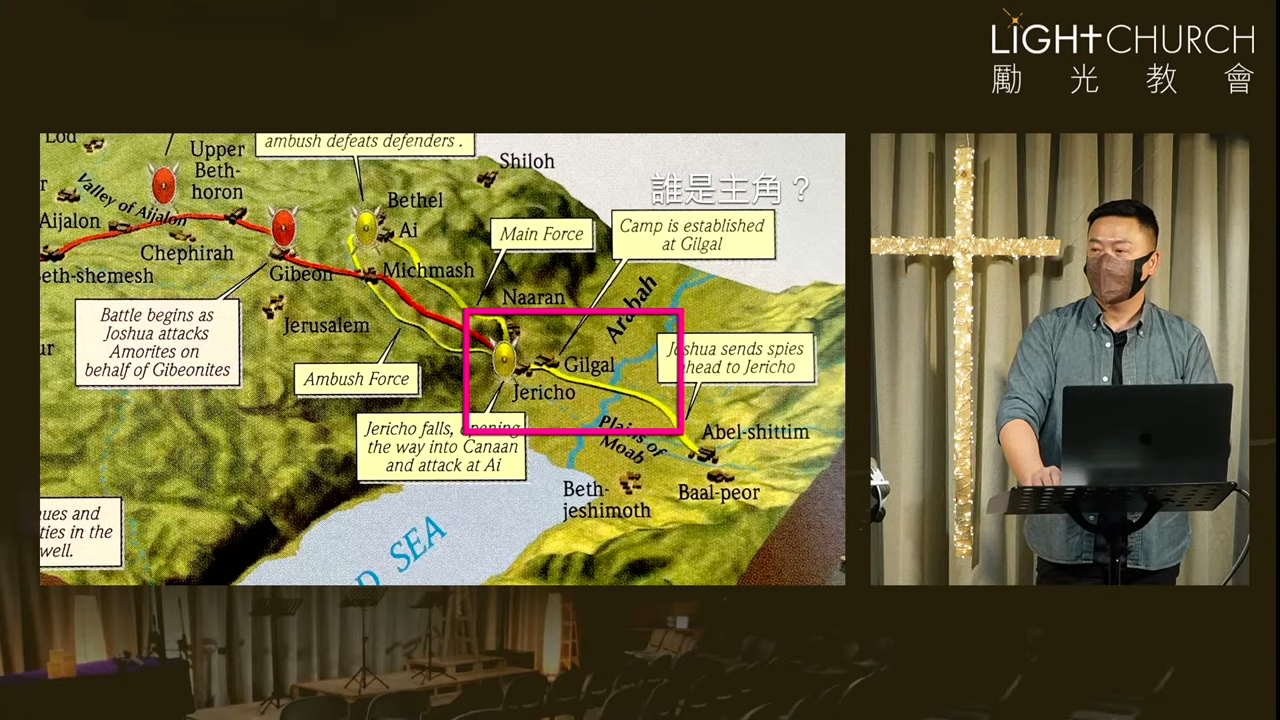 LiGHt CHURCH
勵光教會
Lod
Upper
Beth-
horon
ambush defeats defenders .
Shiloh
誰是主角？
r
Valley of Aijalon
Bethel
Aijalon
Ai
Main Force
Camp is established
at Gilgal
Chephirah
eth-shemesh
Gibeon
Michmash
Naaran
Arabah
Battle begins as
Joshua attacks
Amorites on
behalf of Gibeonites
Jerusalem
ur
Joshua sends spies
ahead to Jericho
Gilgal
Ambush Force
Jericho
Jericho falls, opening
the way into Canaan
and attack at Ai
Plains of
Moab
Abel-shittim
Beth-
jeshimoth
Baal-peor
ues and
ties in the
well.
D SEA